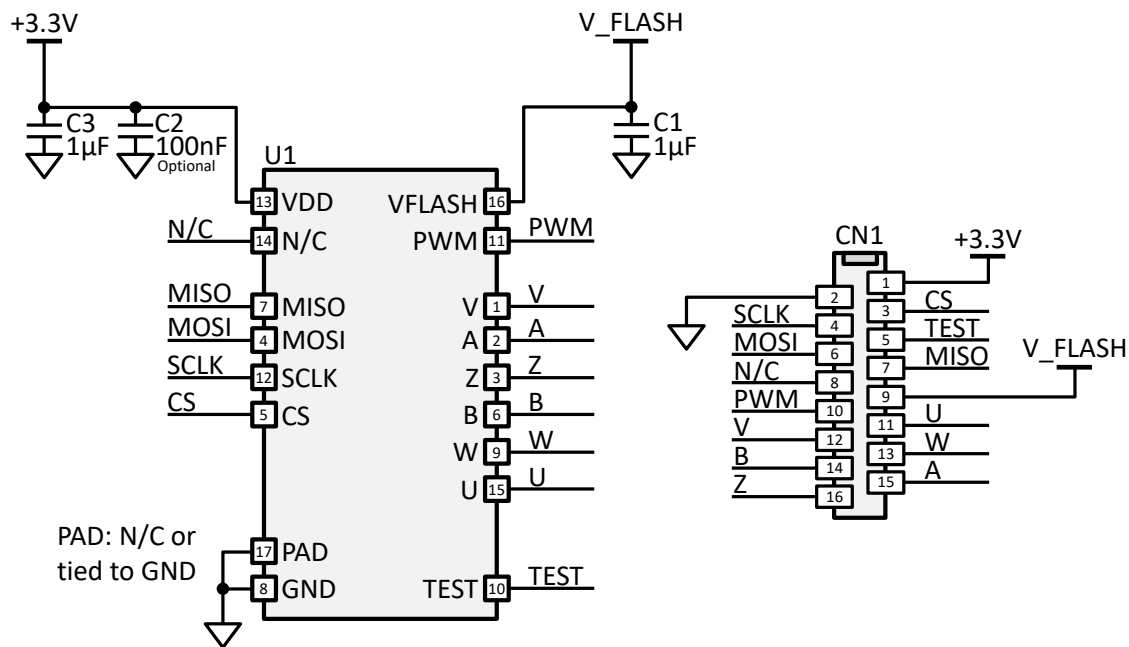 +3.3V
V_FLASH
C3
1µF
C2
100nF
Optional
C1
1µF
U1
13 VDD
VFLASH 16
N/C
14 N/C
PWM 11
PWM
MISO
7 MISO
V 1
V
MOSI
4 MOSI
A 2
A
SCLK
12 SCLK
Z 3
Z
CS
5 CS
B 6
B
W 9
W
U 15
U
PAD: N/C or
tied to GND
17 PAD
8 GND
TEST 10
TEST
CN1
+3.3V
1
2
3
CS
SCLK
4
5
TEST
MOSI
6
7
MISO
V_FLASH
N/C
8
9
PWM
10
11
U
V
12
13
W
B
14
15
A
Z
16